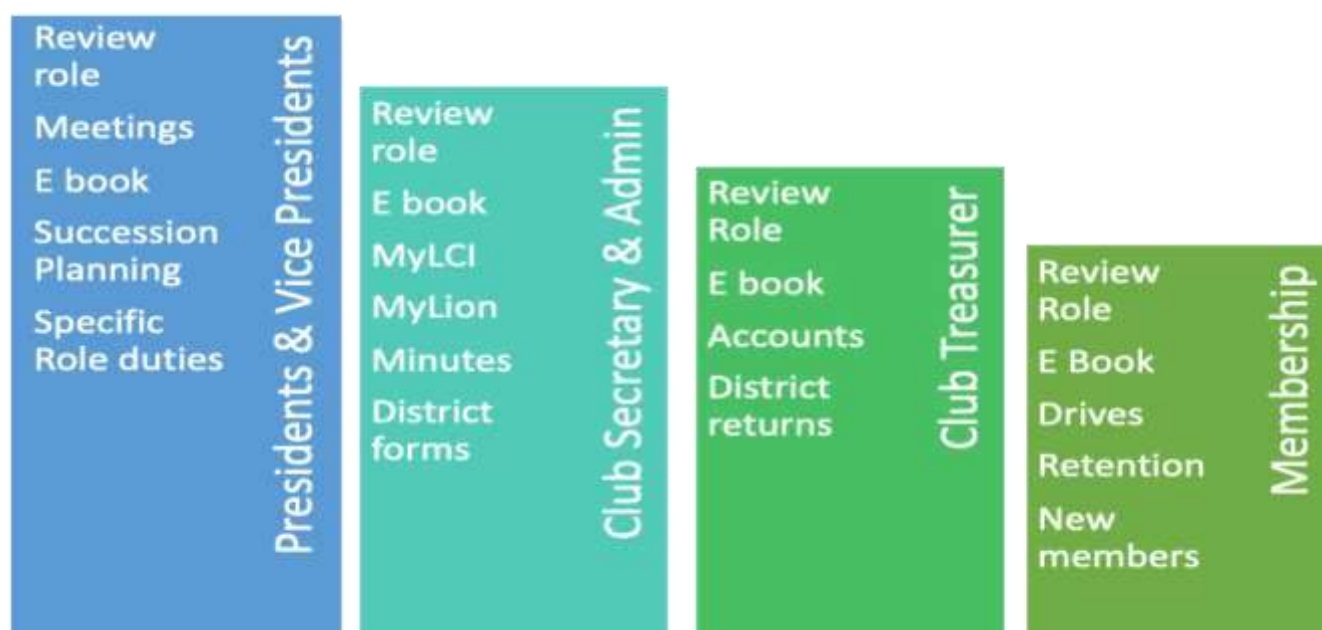 Review
role
Meetings
E book
Succession
Planning
Specific
Role duties
Presidents & Vice Presidents
Review
role
E book
MyLCI
MyLion
Minutes
District
forms
Club Secretary & Admin
Review
Role
E book
Accounts
District
returns
Club Treasurer
Review
Role
E Book
Drives
Retention
New
members
Membership